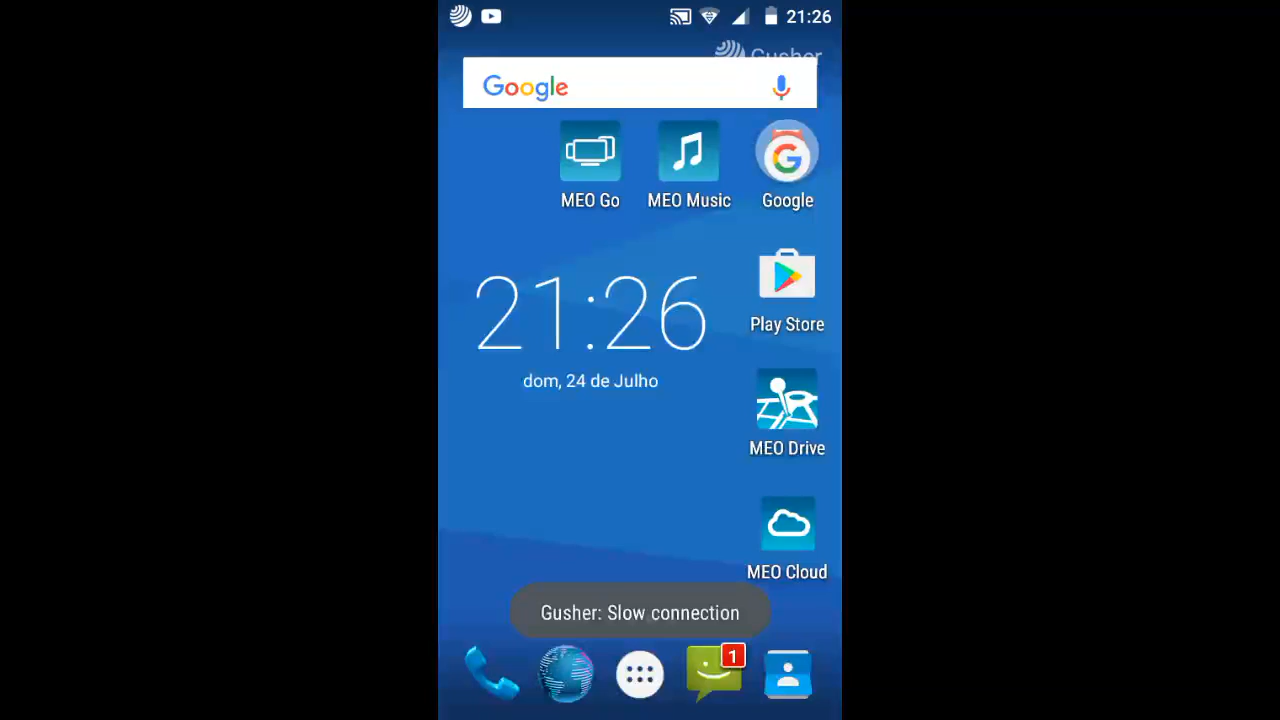 21:26
Gusher
Google
MEO Go
MEO Music
Google
21:26
dom, 24 de Julho
Play Store
MEO Drive
MEO Cloud
Gusher: Slow connection
1